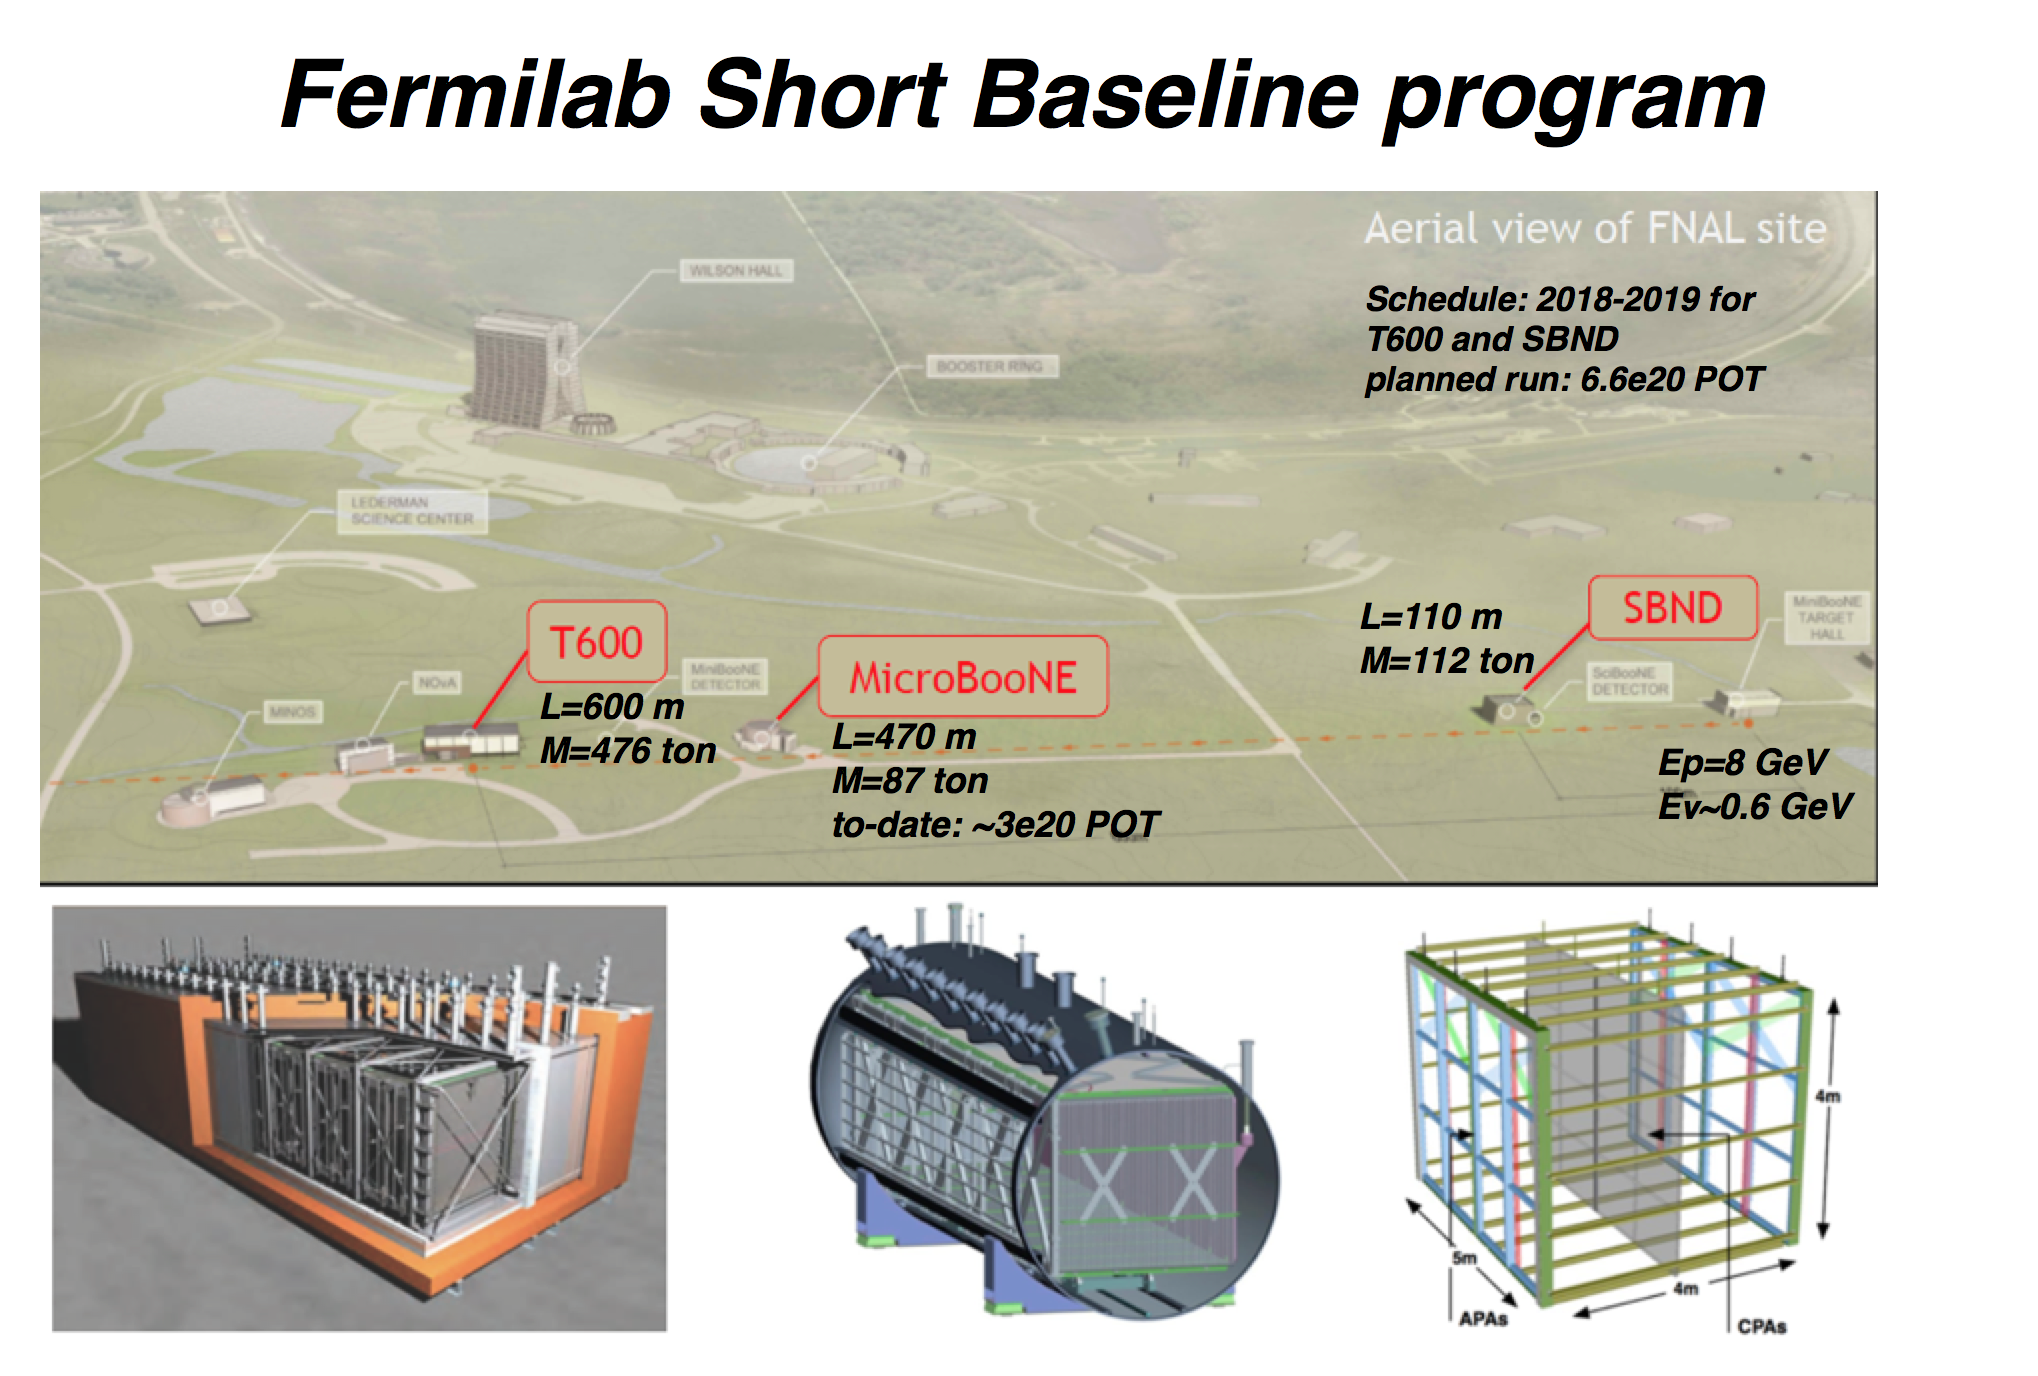 Fermilab Short Baseline program
Aerial view of FNAL site
Schedule: 2018-2019 for
T600 and SBND
planned run: 6.6e20 POT
WILSON HALL
BOOSTER RING
LEDERMAN
SCIENCE CENTER
T600
L=600 m
M=476 ton
MiniBooNE
DETECTOR
MicroBooNE
L=470 m
M=87 ton
to-date: ~3e20 POT
L=110 m
M=112 ton
SBND
MiniBooNE
TARGET
HALL
SciBooNE
DETECTOR
NOvA
MINOS
Ep=8 GeV
Ev~0.6 GeV
4m
5m
4m
APAs
CPAs